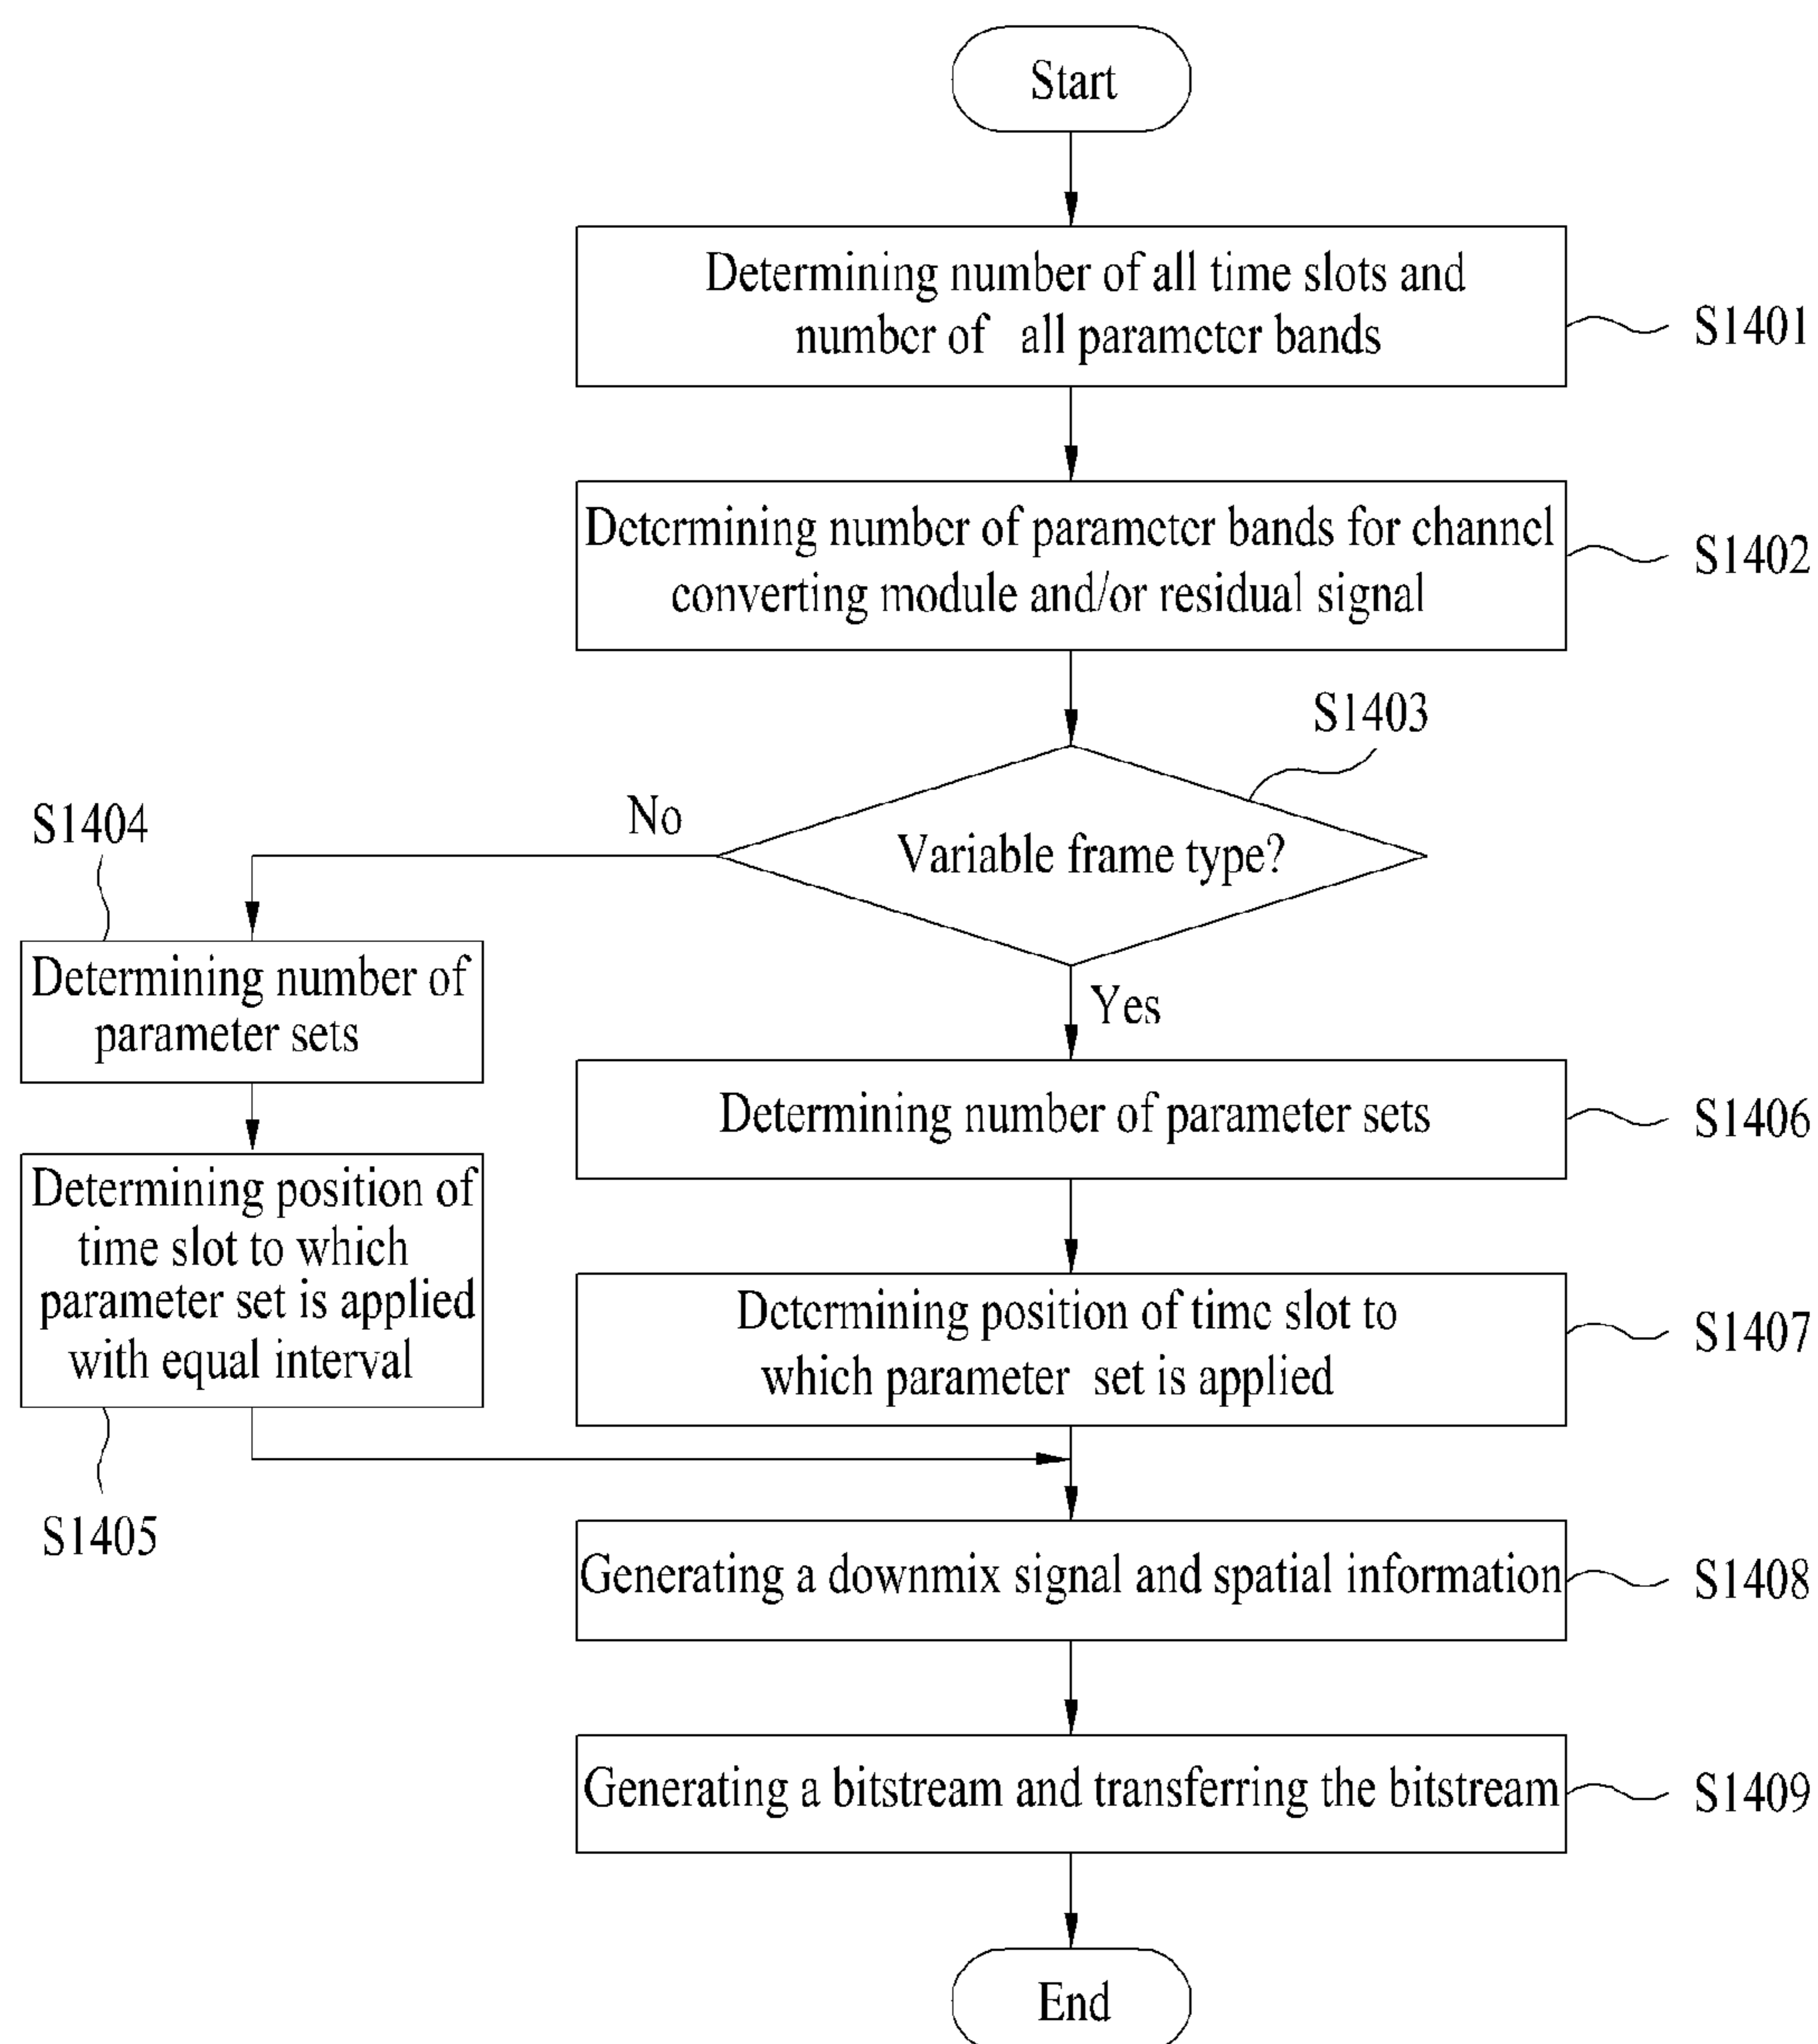 Start
Determining number of all time slots and
number of all parameter bands
S1401
Determining number of parameter bands for channel
converting module and/or residual signal
S1402
S1403
Variable frame type?
No
Yes
S1404
Determining number of
parameter sets
Determining position of
time slot to which
parameter set is applied
with equal interval
S1405
Determining number of parameter sets
S1406
Determining position of time slot to
which parameter set is applied
S1407
Generating a downmix signal and spatial information
S1408
Generating a bitstream and transferring the bitstream
S1409
End